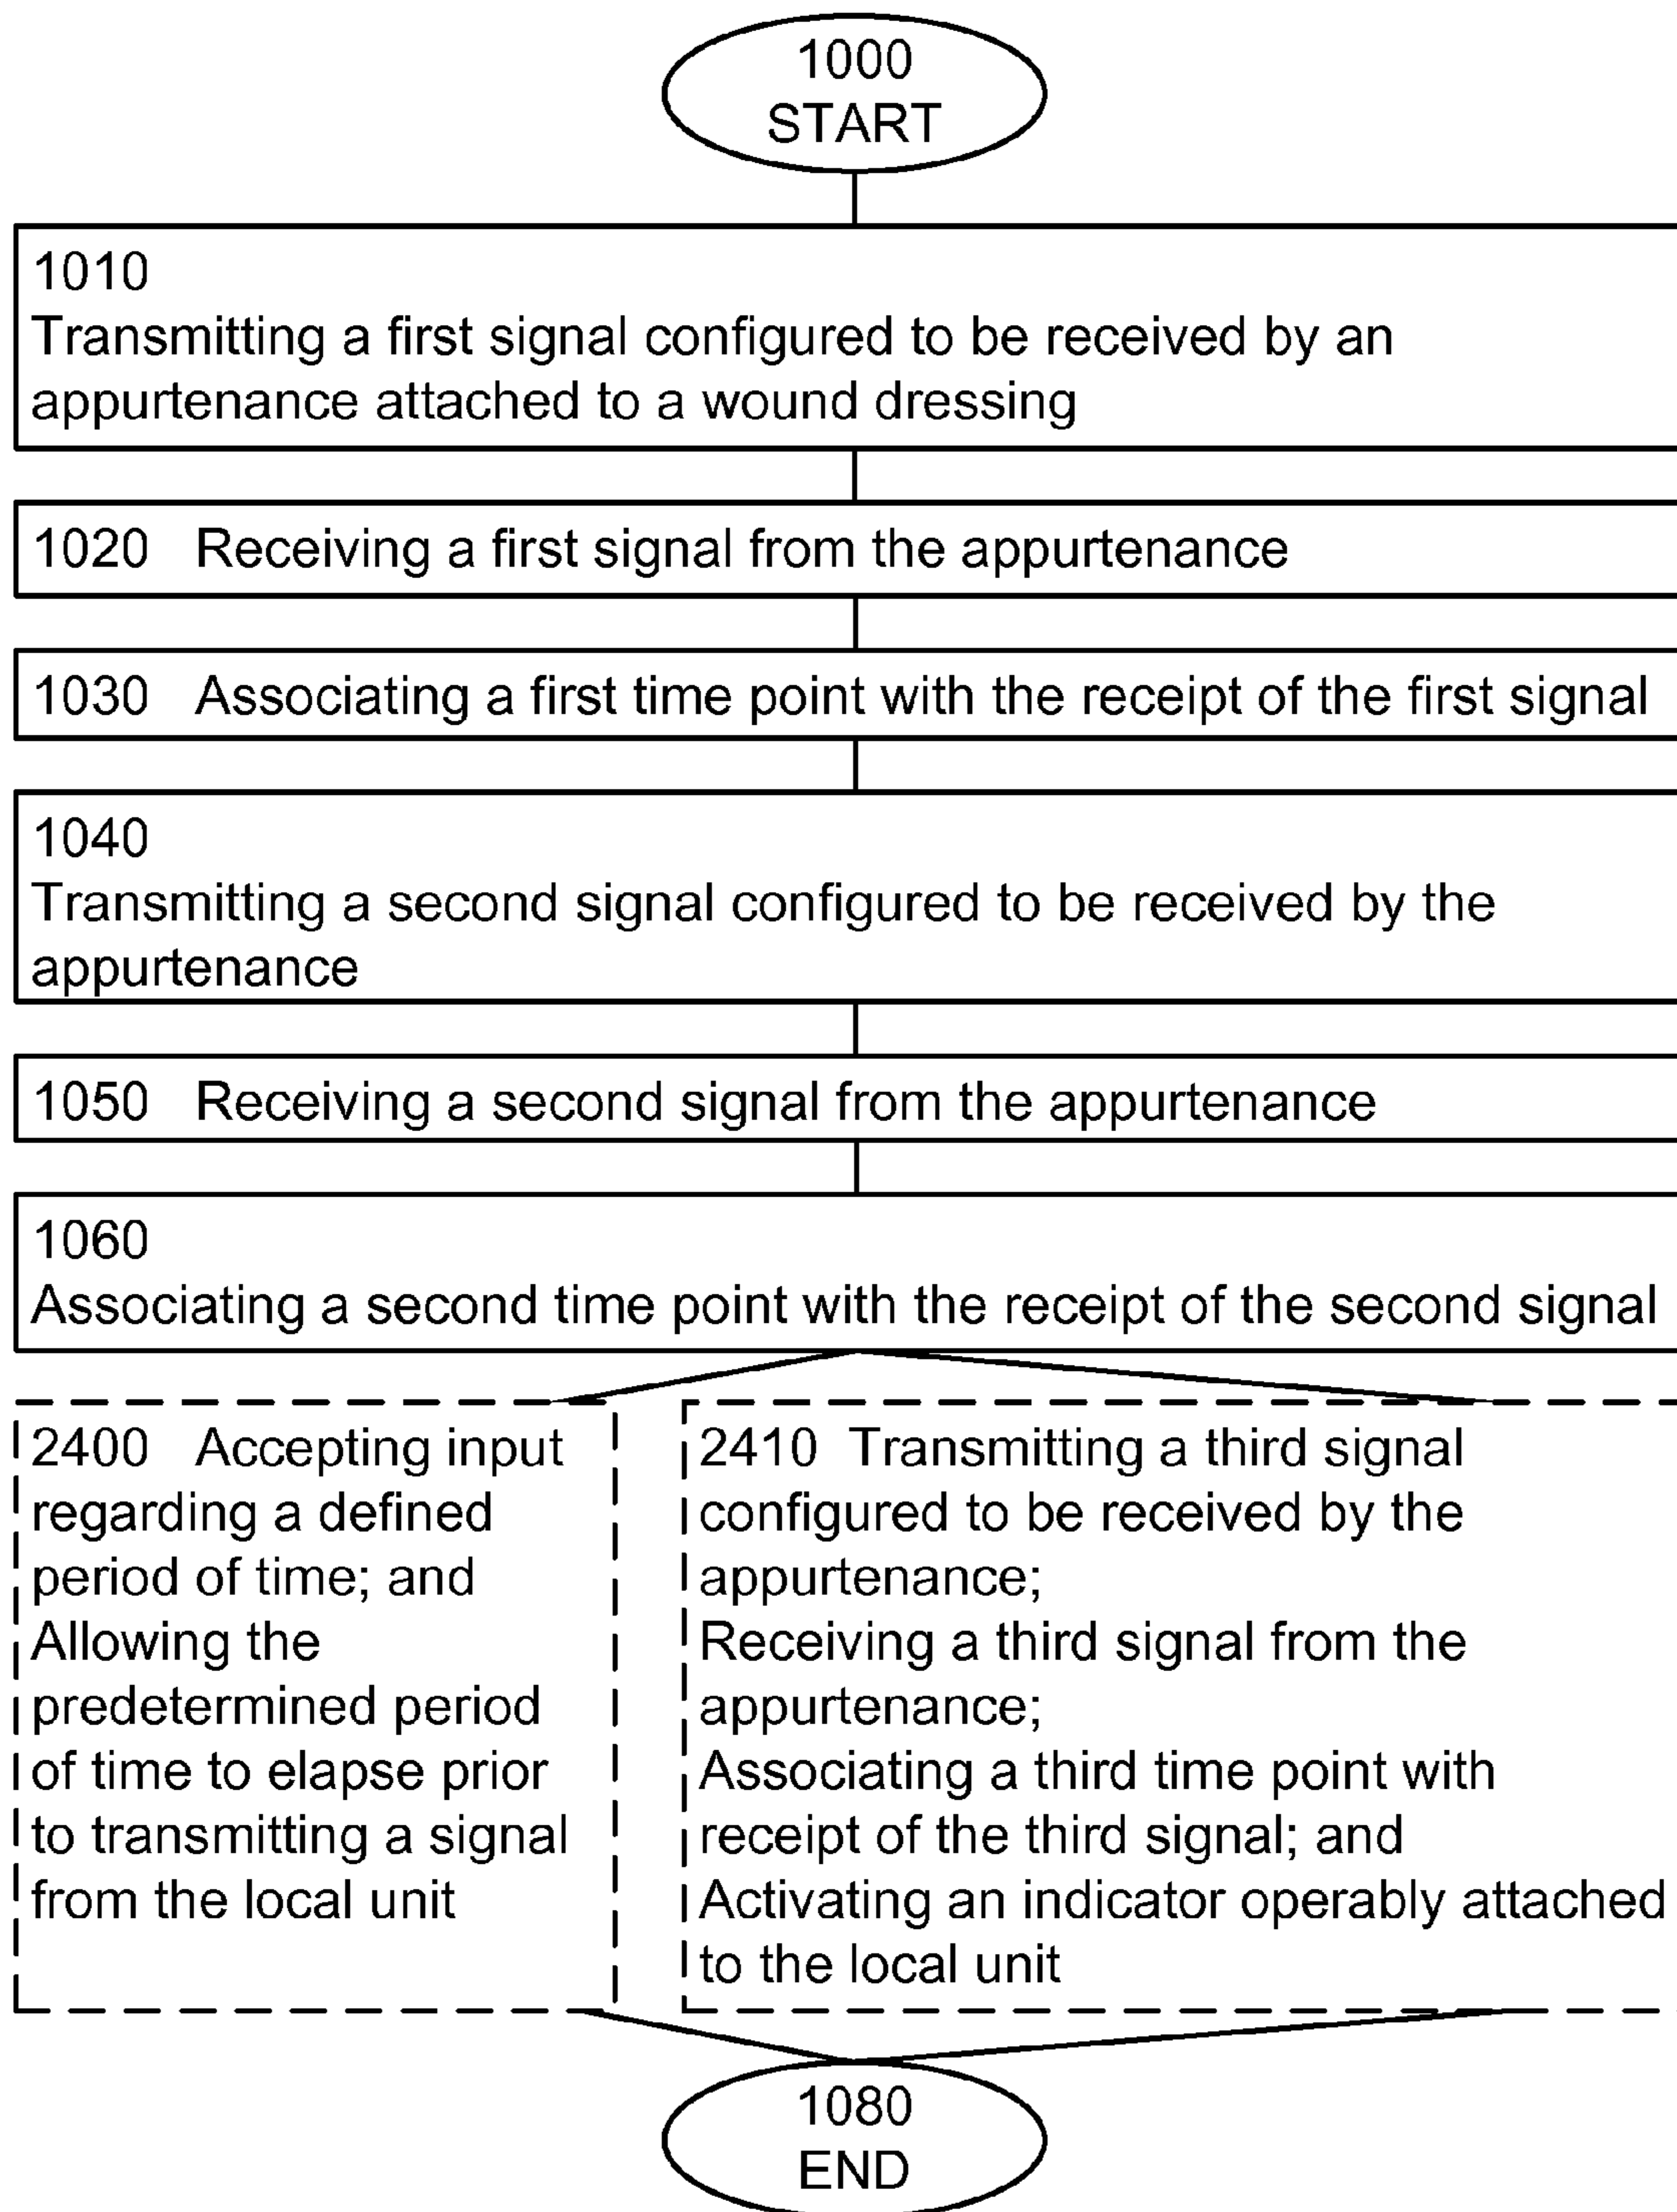 1000
START
1010
Transmitting a first signal configured to be received by an
appurtenance attached to a wound dressing
1020 Receiving a first signal from the appurtenance
1030 Associating a first time point with the receipt of the first signal
1040
Transmitting a second signal configured to be received by the
appurtenance
1050 Receiving a second signal from the appurtenance
1060
Associating a second time point with the receipt of the second signal
2400 Accepting input
regarding a defined
period of time; and
Allowing the
predetermined period
of time to elapse prior
to transmitting a signal
from the local unit
2410 Transmitting a third signal
configured to be received by the
appurtenance;
Receiving a third signal from the
appurtenance;
Associating a third time point with
receipt of the third signal; and
Activating an indicator operably attached
to the local unit
1080
END